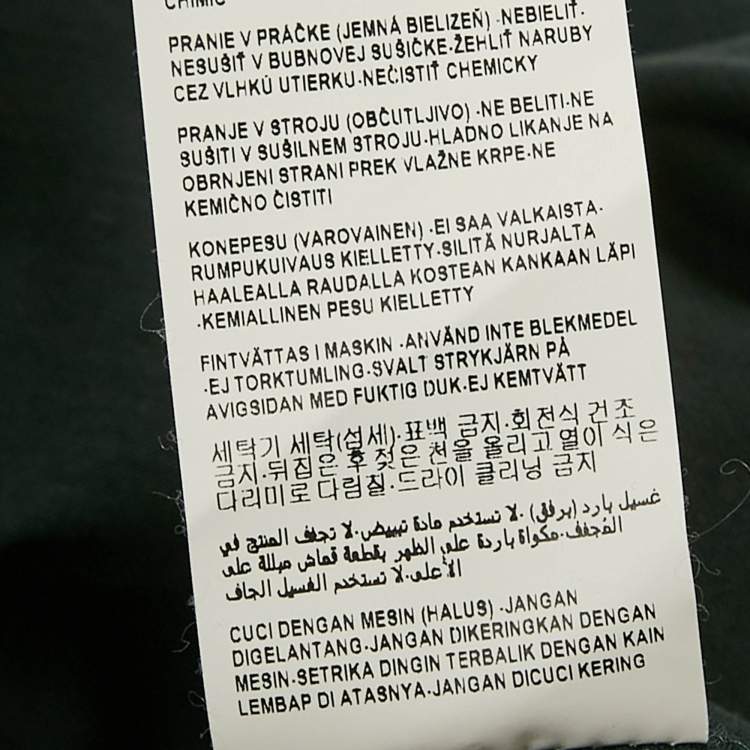 CHIMIC
PRANIE V PRÁČKE (JEMNÁ BIELIZEŇ) -NEBIELIŤ-
NESUŠIŤ V BUBNOVEJ SUŠIČKE-ŽEHLIŤ NARUBY
CEZ VLHKÚ UTIERKU-NEČISTIŤ CHEMICKY
PRANJE V STROJU (OBČUTLJIVO) -NE BELITI-NE
SUŠITI V SUŠILNEM STROJU-HLADNO LIKANJE NA
OBRNJENI STRANI PREK VLAŽNE KRPE-NE
KEMIČNO ČISTITI
KONEPESU (VAROVAINEN) -EI SAA VALKAISTA-
RUMPUKUIVAUS KIELLETTY-SILITÄ NURJALTA
HAALEALLA RAUDALLA KOSTEAN KANKAAN LÄPI
-KEMIALLINEN PESU KIELLETTY
FINTVÄTTAS I MASKIN -ANVÄND INTE BLEKMEDEL
-EJ TORKTUMLING-SVALT STRYKJÄRN PÅ
AVIGSIDAN MED FUKTIG DUK-EJ KEMTVÄTT
세탁기 세탁(섬세)-표백 금지-회전식 건조
금지-뒤집은 후 젖은 천을 올리고 열이 식은
다리미로 다림질-드라이 클리닝 금지
غسيل بارد (برفق) -لا تستخدم مادة تبييض-لا تجفف المنتج في
المُجفف-مكواة باردة على الظهر بقطعة قماش مبللة على
الأعلى-لا تستخدم الغسيل الجاف
CUCI DENGAN MESIN (HALUS) -JANGAN
DIGELANTANG-JANGAN DIKERINGKAN DENGAN
MESIN-SETRIKA DINGIN TERBALIK DENGAN KAIN
LEMBAP DI ATASNYA-JANGAN DICUCI KERING